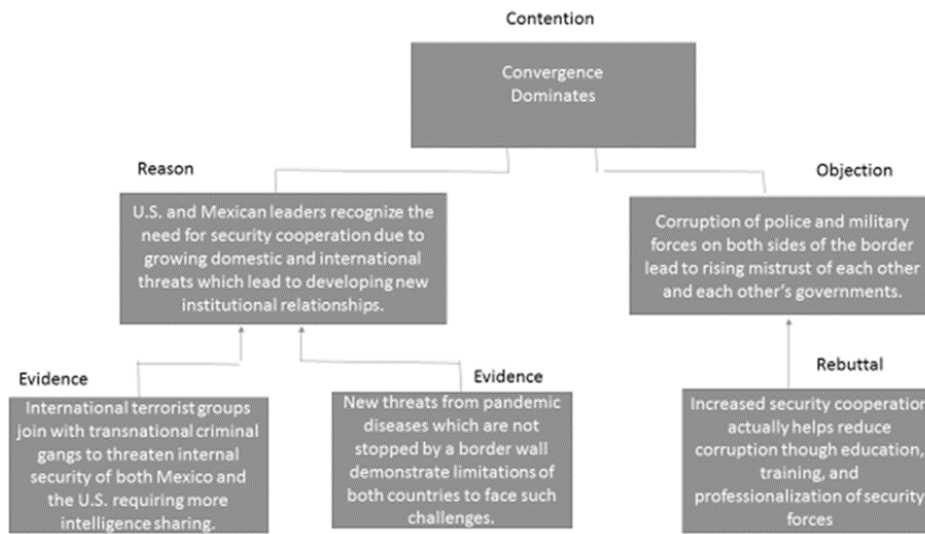 Contention
Convergence
Dominates
Reason
U.S. and Mexican leaders recognize the
need for security cooperation due to
growing domestic and international
threats which lead to developing new
institutional relationships.
Objection
Corruption of police and military
forces on both sides of the border
lead to rising mistrust of each other
and each other's governments.
Evidence
International terrorist groups
join with transnational criminal
gangs to threaten internal
security of both Mexico and
the U.S. requiring more
intelligence sharing.
Evidence
New threats from pandemic
diseases which are not
stopped by a border wall
demonstrate limitations of
both countries to face such
challenges.
Rebuttal
Increased security cooperation
actually helps reduce
corruption though education,
training, and
professionalization of security
forces